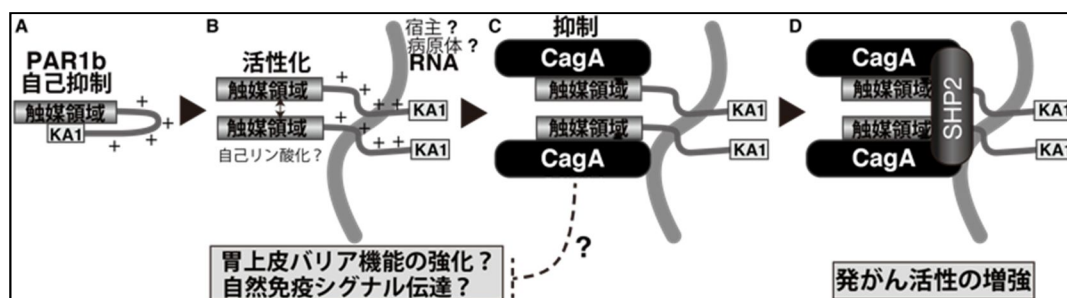 A
PAR1b
自己抑制
触媒領域
KA1
+
+
+
+
B
活性化
触媒領域
触媒領域
自己リン酸化？
+
+
+ +
+
+
+ +
KA1
KA1
宿主？
病原体？
RNA
C
抑制
CagA
触媒領域
触媒領域
CagA
KA1
KA1
?
胃上皮バリア機能の強化？
自然免疫シグナル伝達？
D
CagA
触媒領域
触媒領域
CagA
SHP2
KA1
KA1
発がん活性の増強